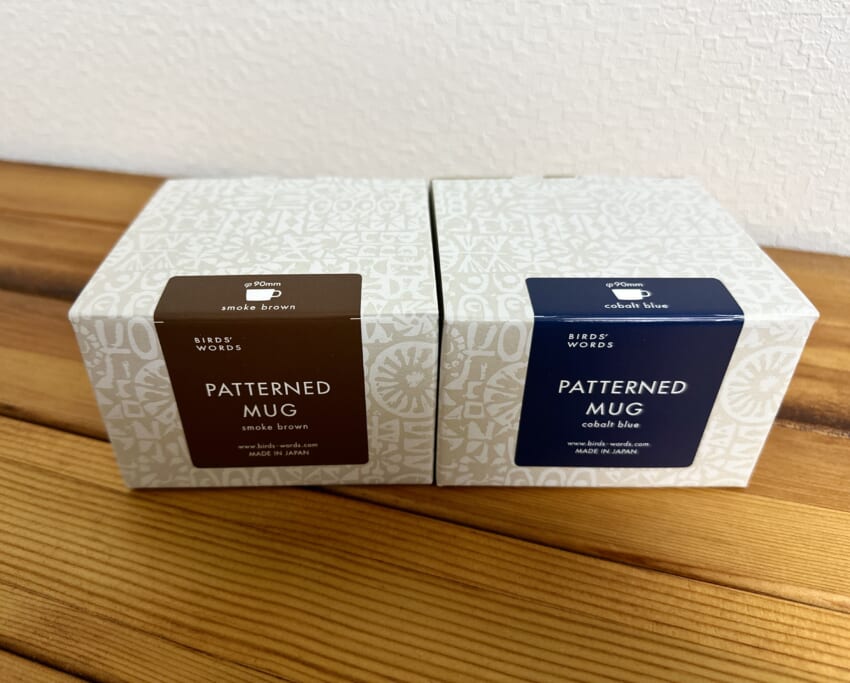 φ90mm
smoke brown
BIRDS'
WORDS
PATTERNED
MUG
smoke brown
www.birds-words.com
MADE IN JAPAN
φ90mm
cobalt blue
BIRDS'
WORDS
PATTERNED
MUG
cobalt blue
www.birds-words.com
MADE IN JAPAN